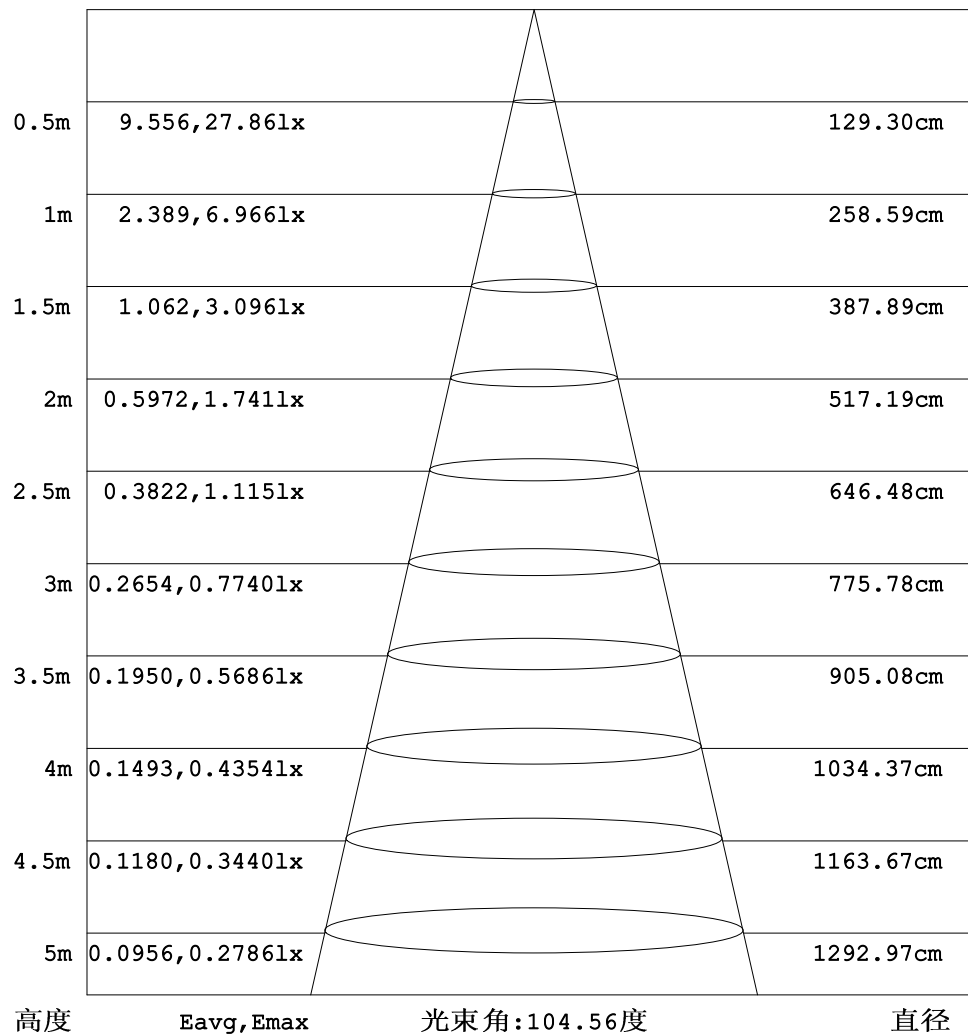 0.5m 9.556,27.86lx 129.30cm
1m 2.389,6.966lx 258.59cm
1.5m 1.062,3.096lx 387.89cm
2m 0.5972,1.741lx 517.19cm
2.5m 0.3822,1.115lx 646.48cm
3m 0.2654,0.7740lx 775.78cm
3.5m 0.1950,0.5686lx 905.08cm
4m 0.1493,0.4354lx 1034.37cm
4.5m 0.1180,0.3440lx 1163.67cm
5m 0.0956,0.2786lx 1292.97cm
高度 Eavg,Emax 光束角:104.56度 直径